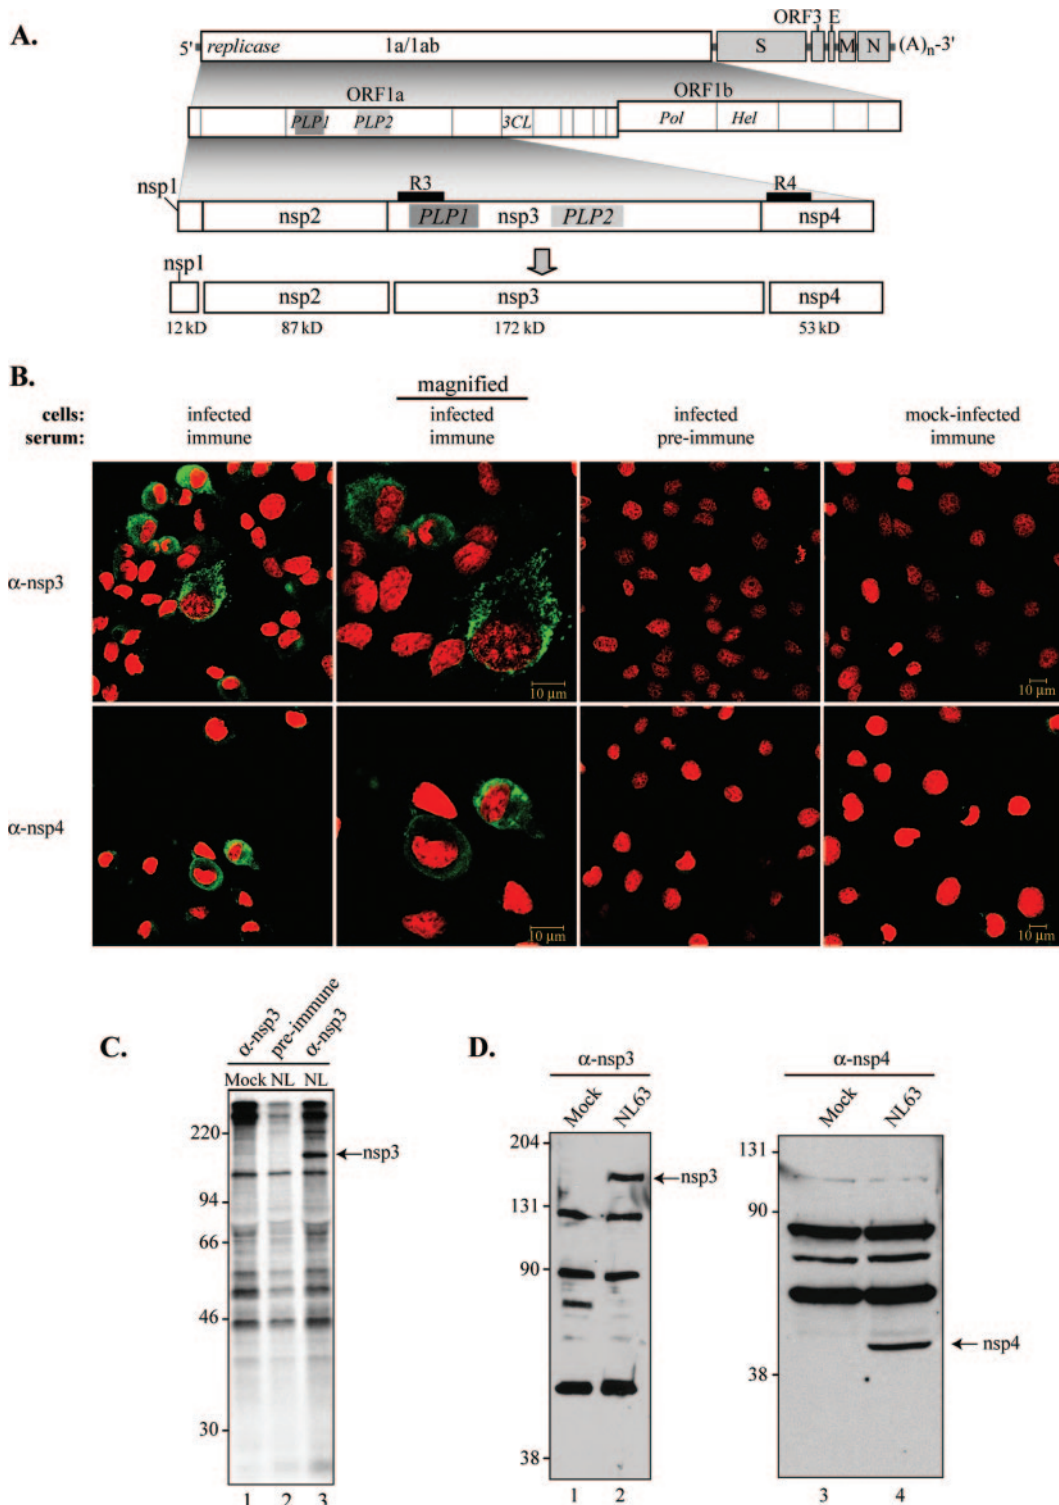 A.
ORF3 E
5' replicase 1a/1ab S M N (A)n-3'
ORF1a ORF1b
PLP1 PLP2 3CL Pol Hel
nsp1 R3 R4
nsp2 PLP1 nsp3 PLP2 nsp4
nsp1
nsp2 nsp3 nsp4
12 kD 87 kD 172 kD 53 kD
B.
magnified
cells: infected infected infected mock-infected
serum: immune immune pre-immune immune
α-nsp3
10 μm 10 μm
α-nsp4
10 μm 10 μm
C.
α-nsp3 pre-immune α-nsp3
Mock NL NL
220
nsp3
94
66
46
30
1 2 3
D.
α-nsp3
Mock NL63
204
nsp3
131
90
38
1 2
α-nsp4
Mock NL63
131
90
nsp4
38
3 4